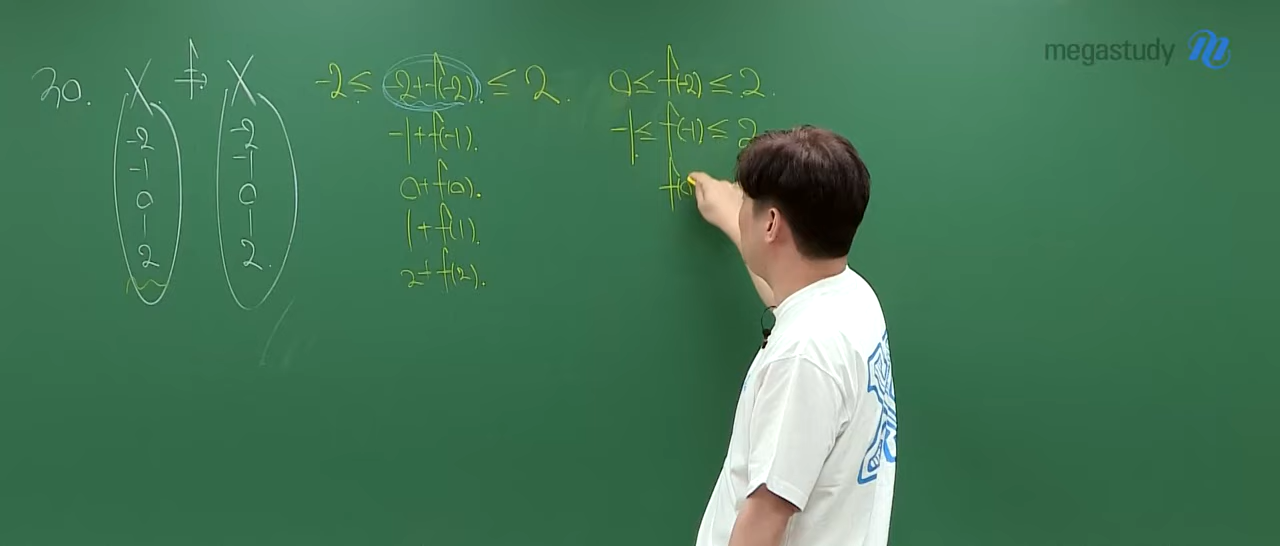 megastudy
30. X f X
-2 -2
-1 -1
0 0
1 1
2 2.
-2 ≤ -2+f(-2). ≤ 2.
-1+f(-1).
0+f(0).
1+f(1).
2+f(2).
0 ≤ f(-2) ≤ 2.
-1 ≤ f(-1) ≤ 2
f(